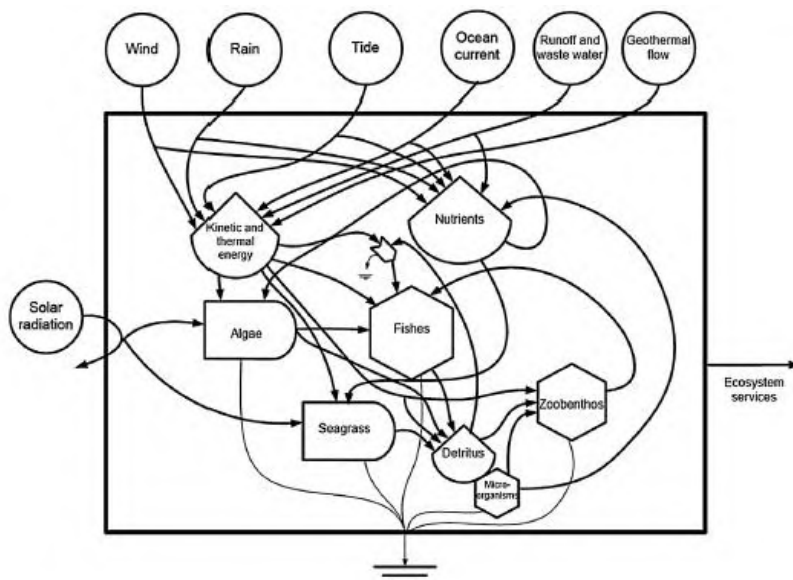 Wind
Rain
Tide
Ocean
current
Runoff and
waste water
Geothermal
flow
Kinetic and
thermal
energy
Nutrients
Solar
radiation
Algae
Fishes
Ecosystem
services
Zoobenthos
Seagrass
Detritus
Micro-
organisms